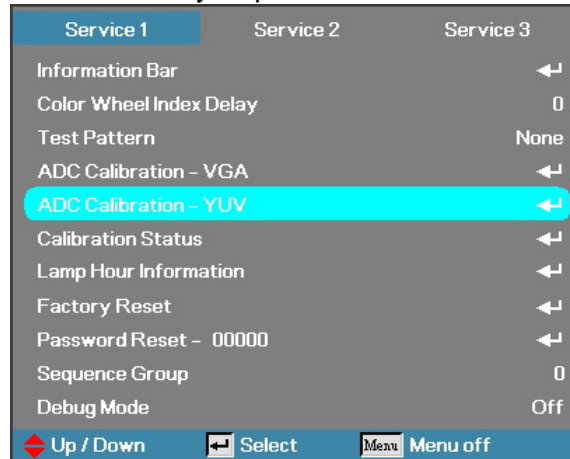 Service 1 Service 2 Service 3
Information Bar
Color Wheel Index Delay 0
Test Pattern None
ADC Calibration - VGA
ADC Calibration - YUV
Calibration Status
Lamp Hour Information
Factory Reset
Password Reset - 00000
Sequence Group 0
Debug Mode Off
Up / Down Select Menu Menu off